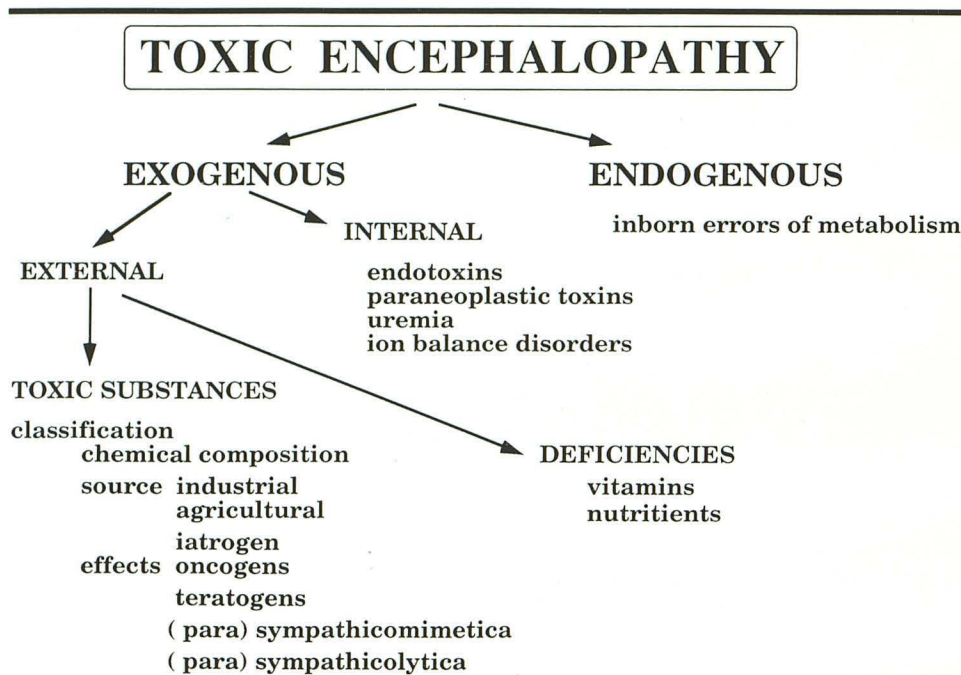 TOXIC ENCEPHALOPATHY
EXOGENOUS
ENDOGENOUS
inborn errors of metabolism
INTERNAL
endotoxins
paraneoplastic toxins
uremia
ion balance disorders
EXTERNAL
TOXIC SUBSTANCES
classification
chemical composition
source industrial
agricultural
iatrogen
effects oncogens
teratogens
( para) sympathicomimetica
( para) sympathicolytica
DEFICIENCIES
vitamins
nutritients